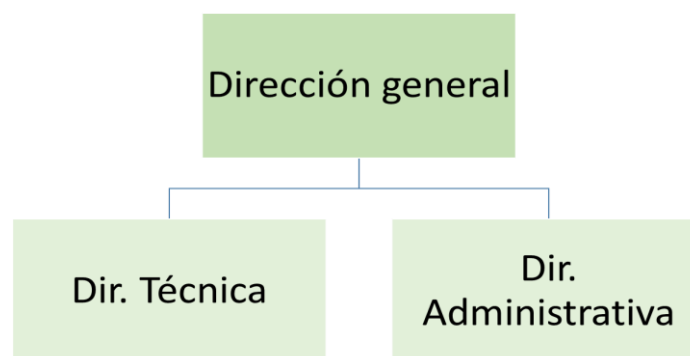 Dirección general
Dir. Técnica
Dir.
Administrativa